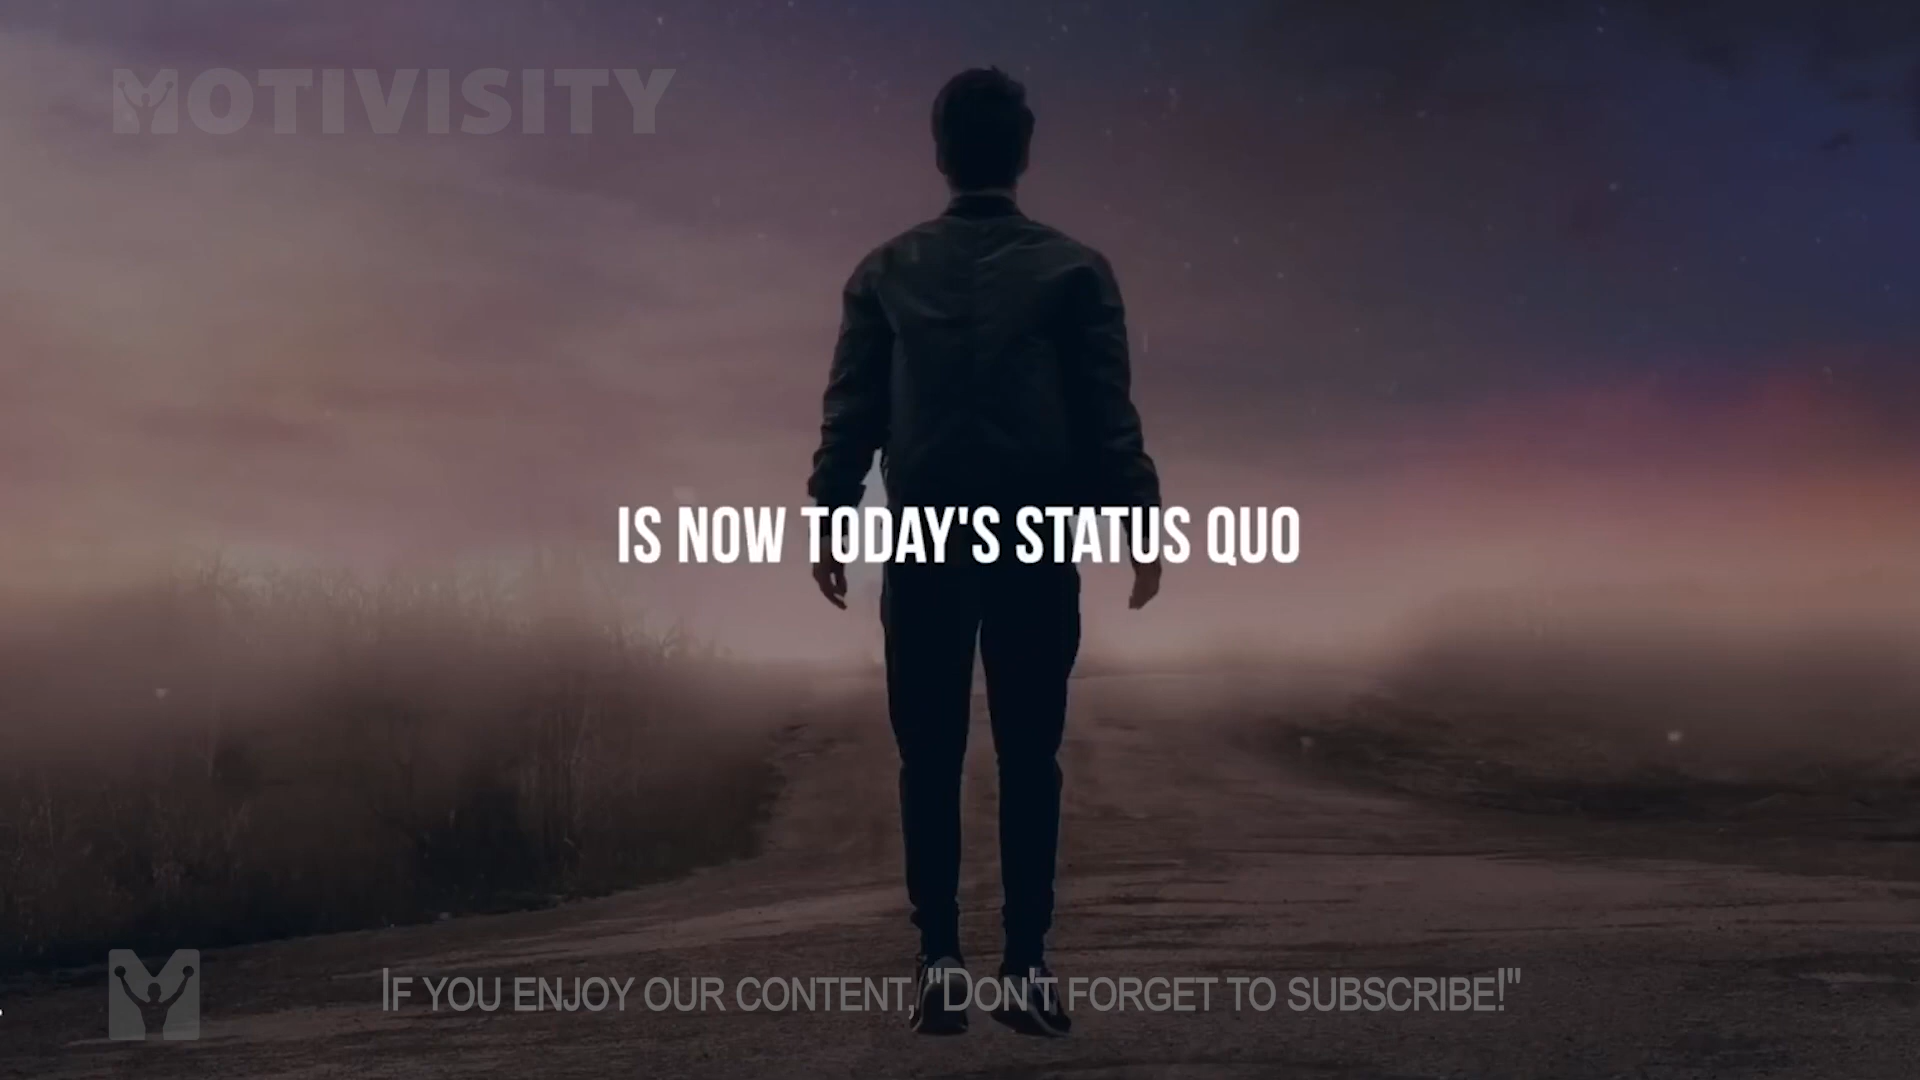 MOTIVISITY
IS NOW TODAY'S STATUS QUO
IF YOU ENJOY OUR CONTENT, "DON'T FORGET TO SUBSCRIBE!"